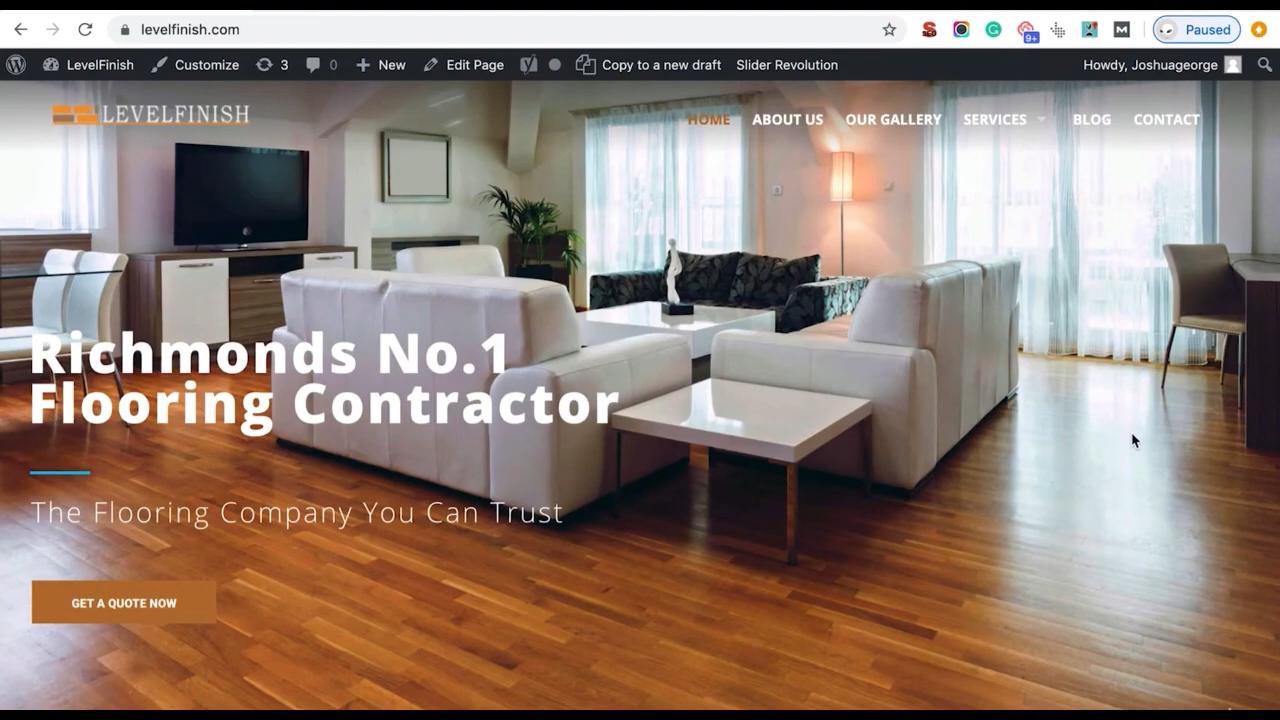 levelfinish.com
9+
Paused
LevelFinish
Customize
3
0
New
Edit Page
Copy to a new draft
Slider Revolution
Howdy, Joshuageorge
LEVELFINISH
HOME
ABOUT US
OUR GALLERY
SERVICES
BLOG
CONTACT
Richmonds No.1
Flooring Contractor
The Flooring Company You Can Trust
GET A QUOTE NOW